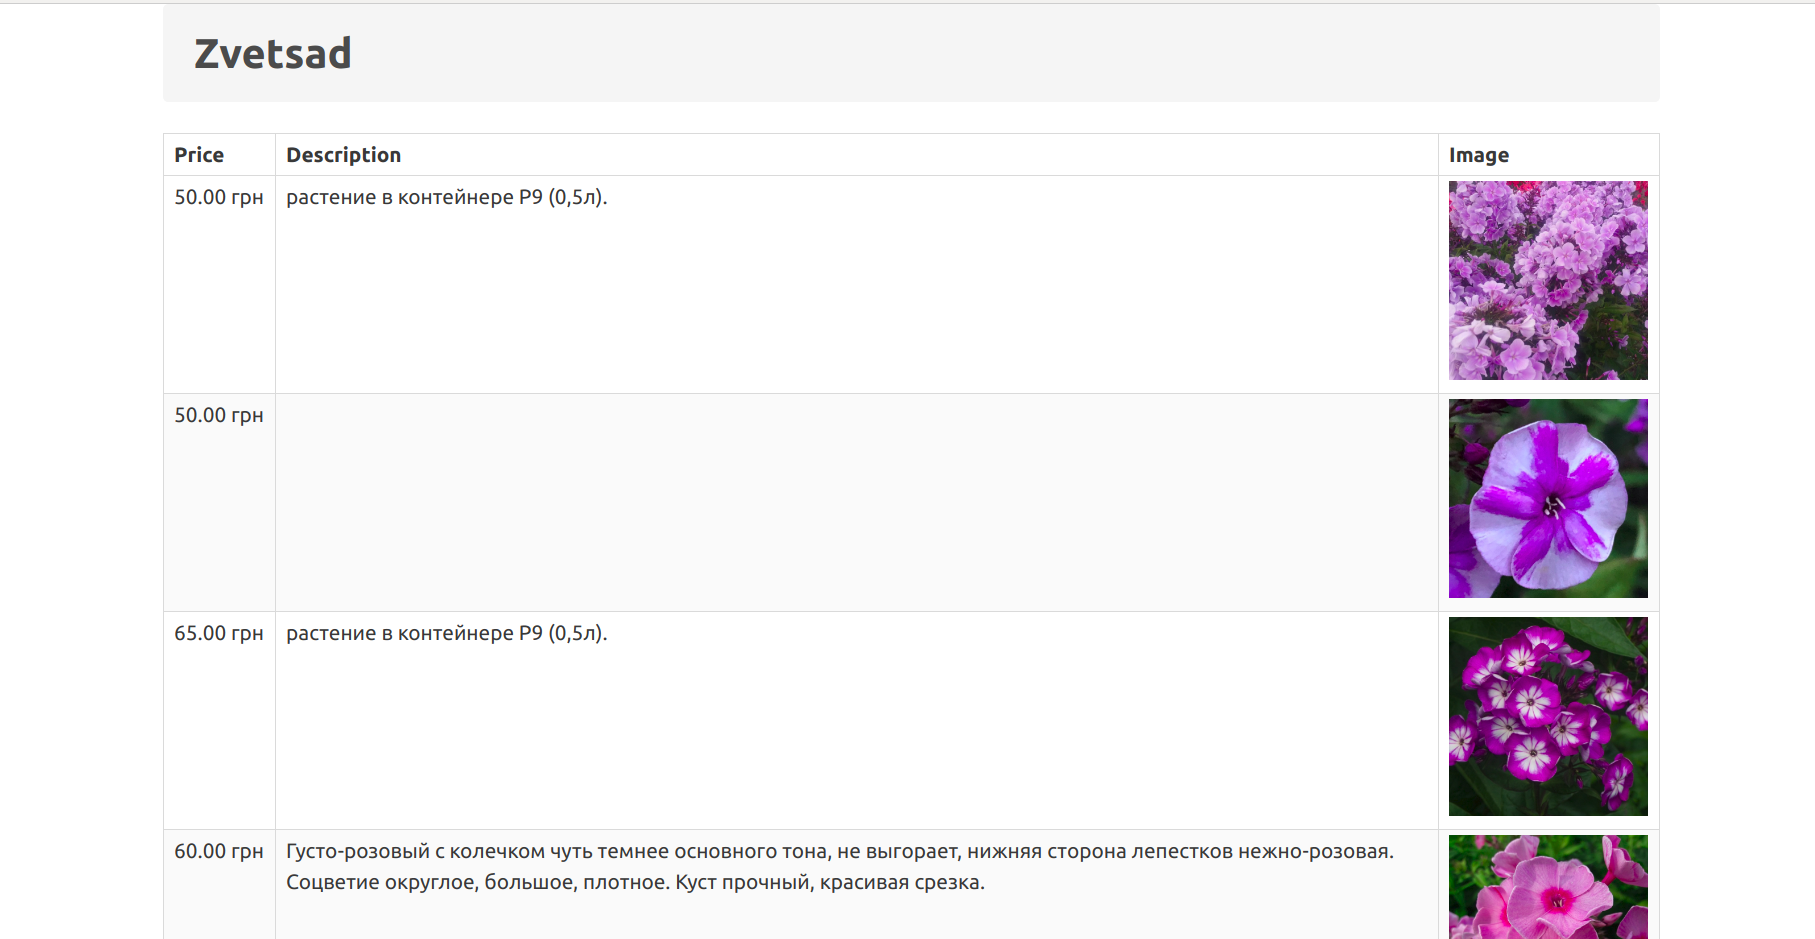 Zvetsad
Price Description Image
50.00 грн растение в контейнере P9 (0,5л).
50.00 грн
65.00 грн растение в контейнере P9 (0,5л).
60.00 грн Густо-розовый с колечком чуть темнее основного тона, не выгорает, нижняя сторона лепестков нежно-розовая.
Соцветие округлое, большое, плотное. Куст прочный, красивая срезка.